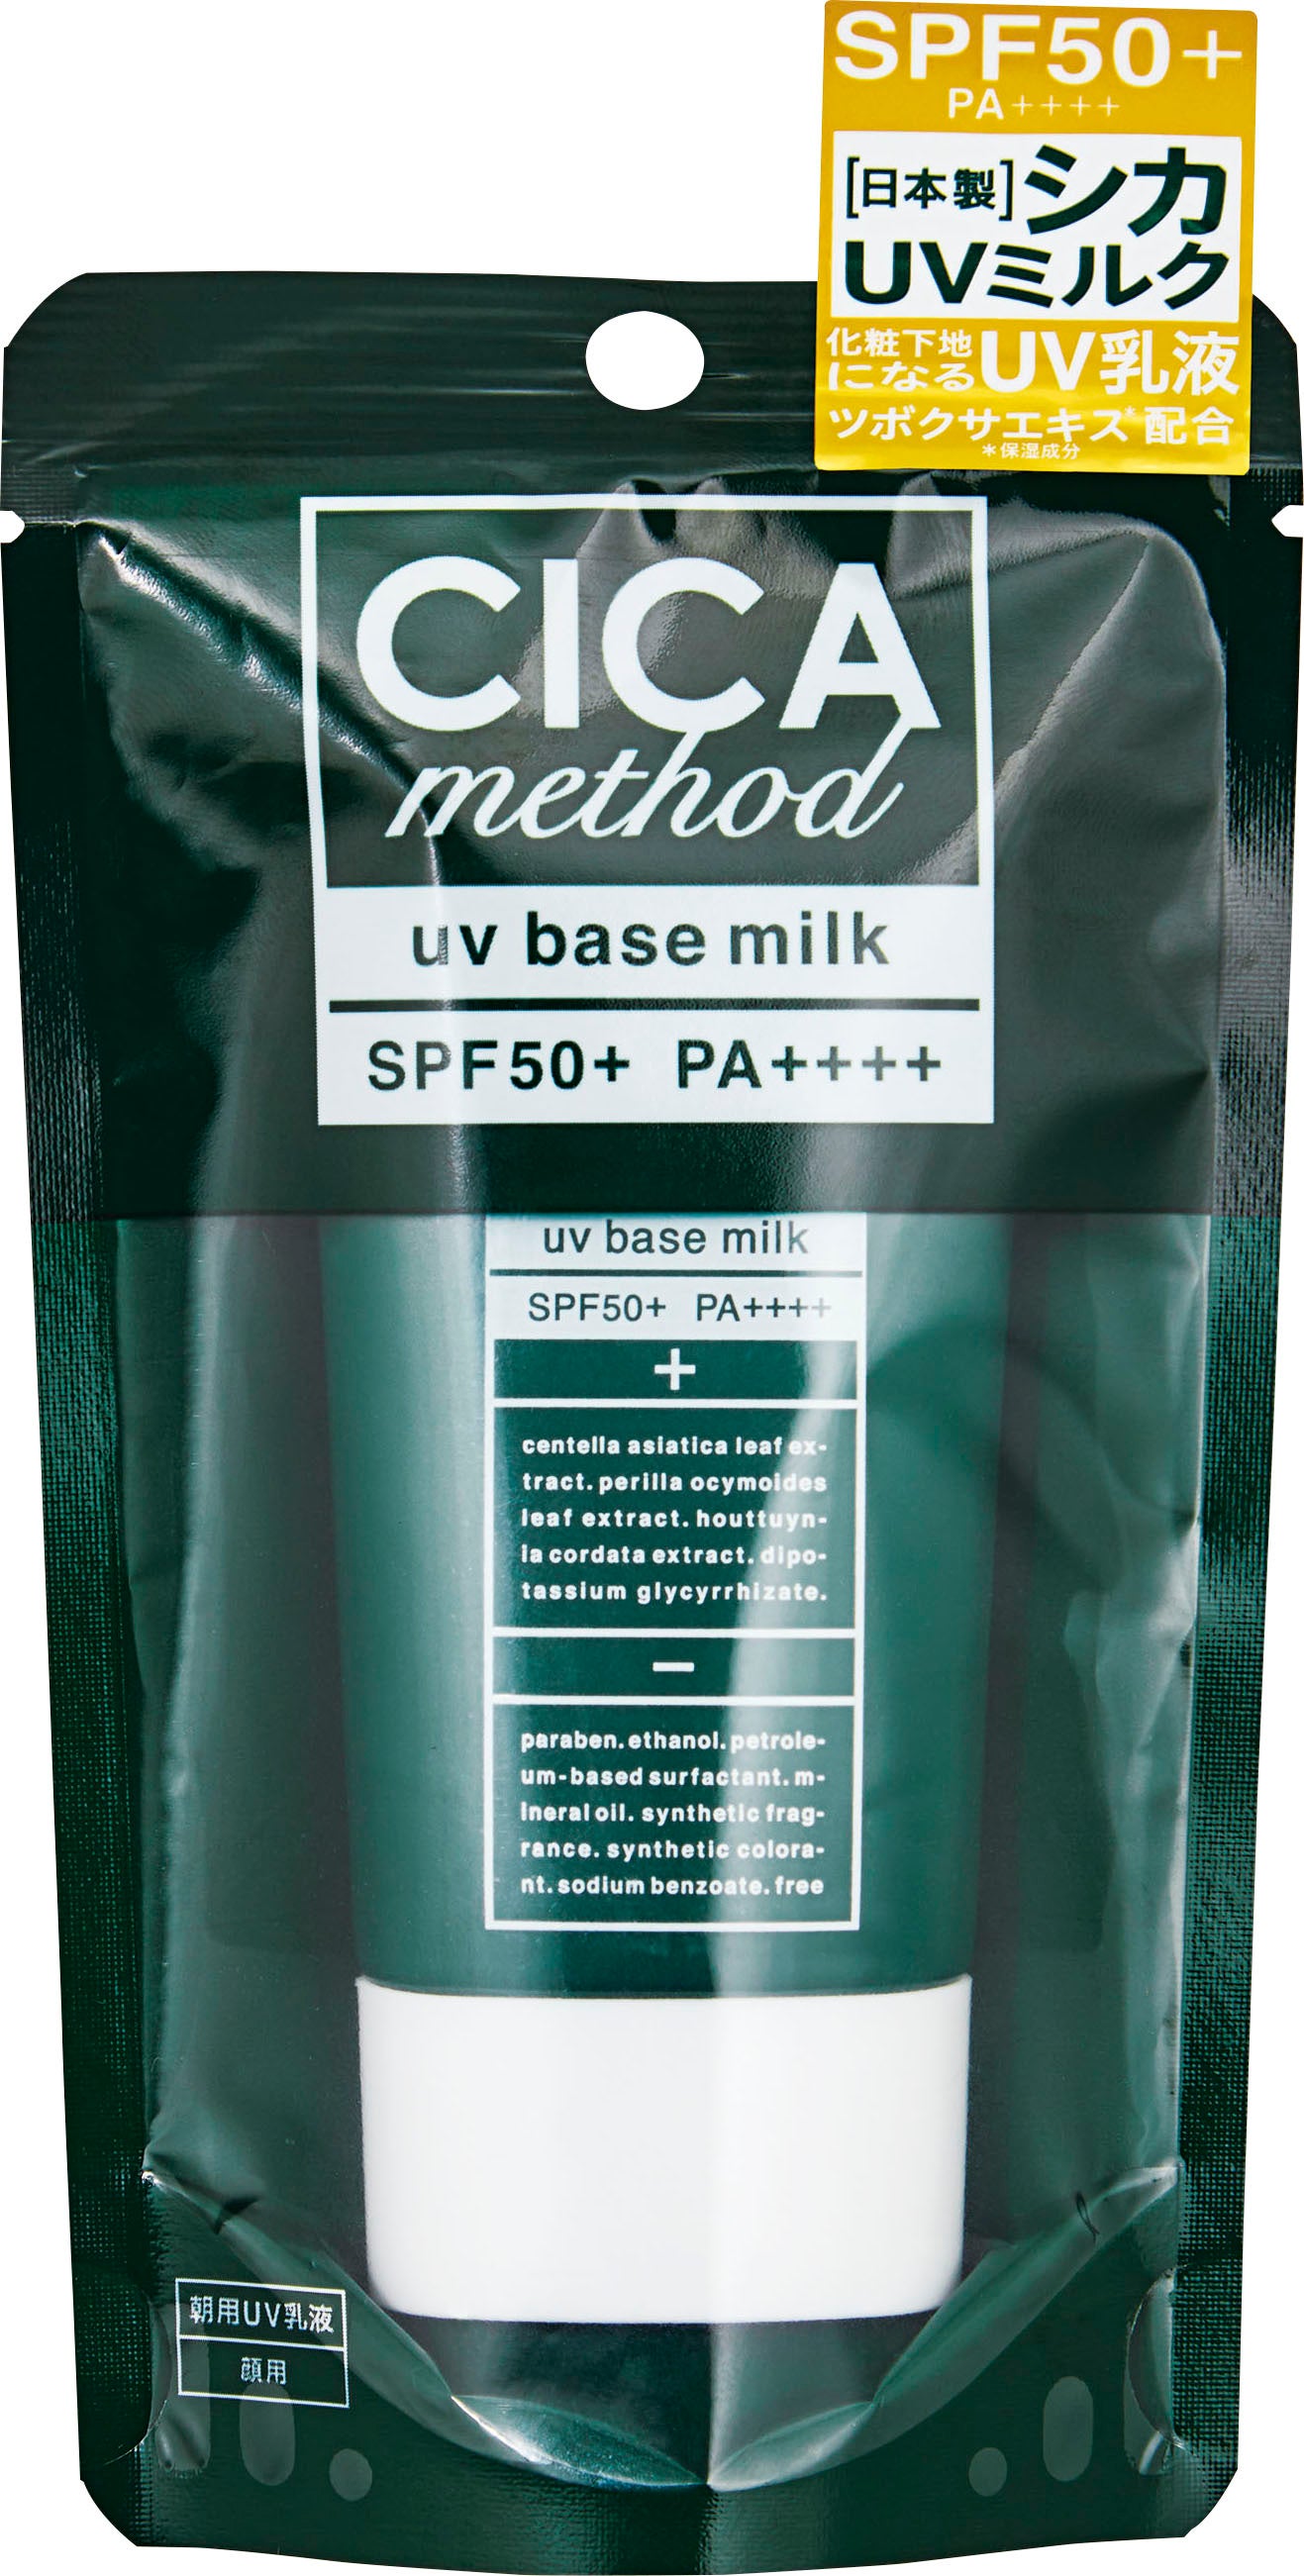 SPF50+
PA++++
[日本製]シカ
UVミルク
化粧下地
になるUV乳液
ツボクサエキス*配合
*保湿成分
CICA
method
uv base milk
SPF50+ PA++++
uv base milk
SPF50+ PA++++
+
centella asiatica leaf ex-
tract. perilla ocymoides
leaf extract. houttuyn-
ia cordata extract. dipo-
tassium glycyrrhizate.
−
paraben. ethanol. petrole-
um-based surfactant. m-
ineral oil. synthetic frag-
rance. synthetic colora-
nt. sodium benzoate. free
朝用UV乳液
顔用